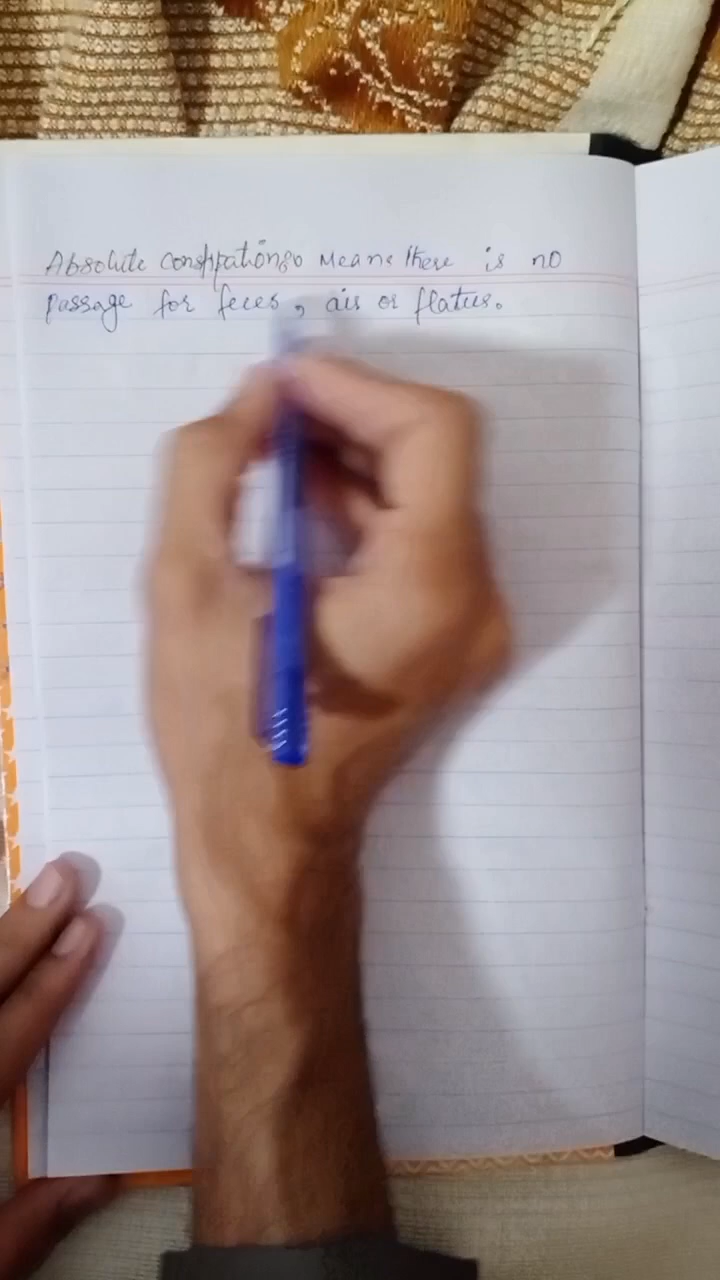 Absolute Constipation:- Means there is no
passage for feces, air or flatus.